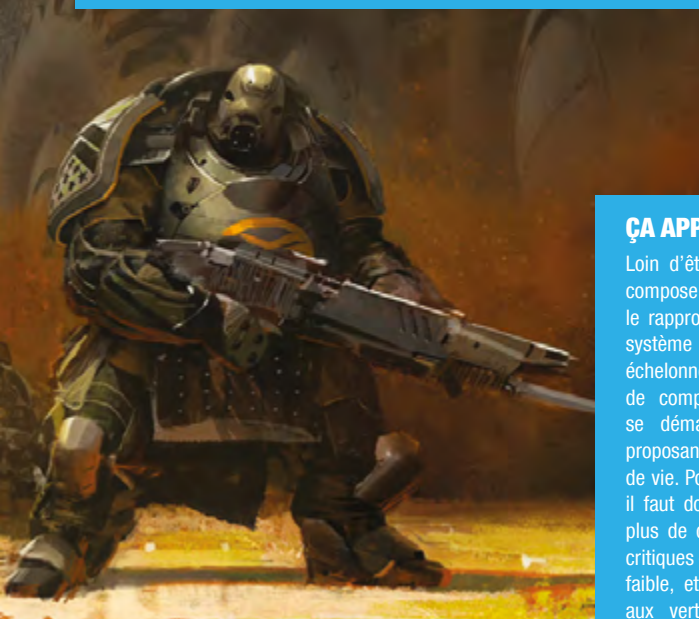 ÇA APP
Loin d'êt
compose
le rappro
système
échelonn
de comp
se déma
proposan
de vie. Po
il faut do
plus de c
critiques
faible, et
aux vert